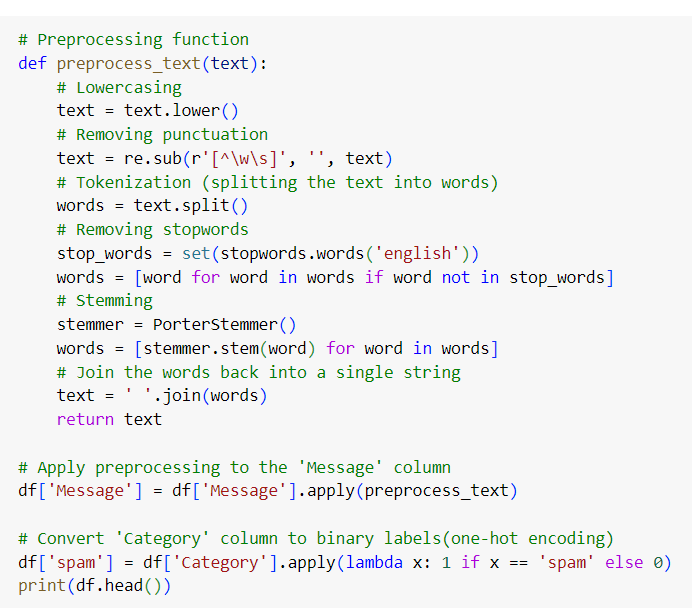 # Preprocessing function
def preprocess_text(text):
    # Lowercasing
    text = text.lower()
    # Removing punctuation
    text = re.sub(r'[^\w\s]', '', text)
    # Tokenization (splitting the text into words)
    words = text.split()
    # Removing stopwords
    stop_words = set(stopwords.words('english'))
    words = [word for word in words if word not in stop_words]
    # Stemming
    stemmer = PorterStemmer()
    words = [stemmer.stem(word) for word in words]
    # Join the words back into a single string
    text = ' '.join(words)
    return text

# Apply preprocessing to the 'Message' column
df['Message'] = df['Message'].apply(preprocess_text)

# Convert 'Category' column to binary labels(one-hot encoding)
df['spam'] = df['Category'].apply(lambda x: 1 if x == 'spam' else 0)
print(df.head())